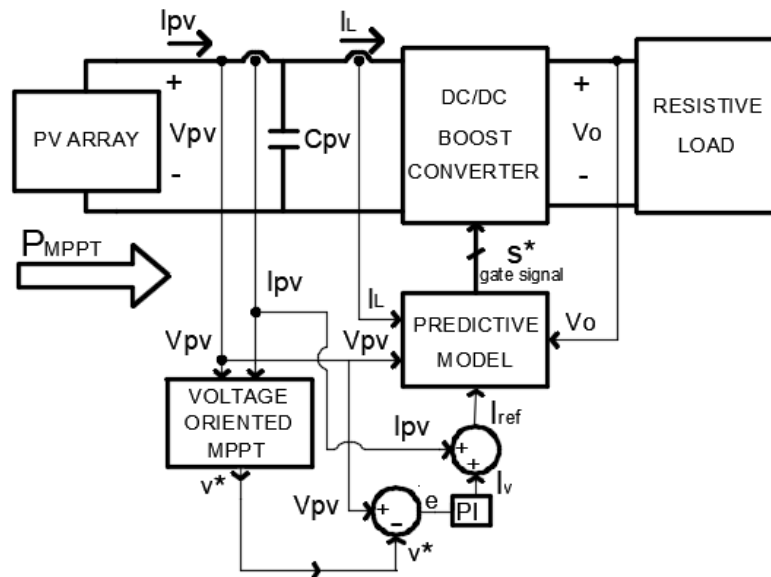 Ipv
IL
PV ARRAY
+
Vpv
-
Cpv
DC/DC
BOOST
CONVERTER
+
Vo
-
RESISTIVE
LOAD
PMPPT
S*
gate signal
Ipv
IL
Vpv
Vpv
PREDICTIVE
MODEL
Vo
VOLTAGE
ORIENTED
MPPT
Iref
Ipv
+
+
v*
Iv
Vpv
+
-
e
PI
v*